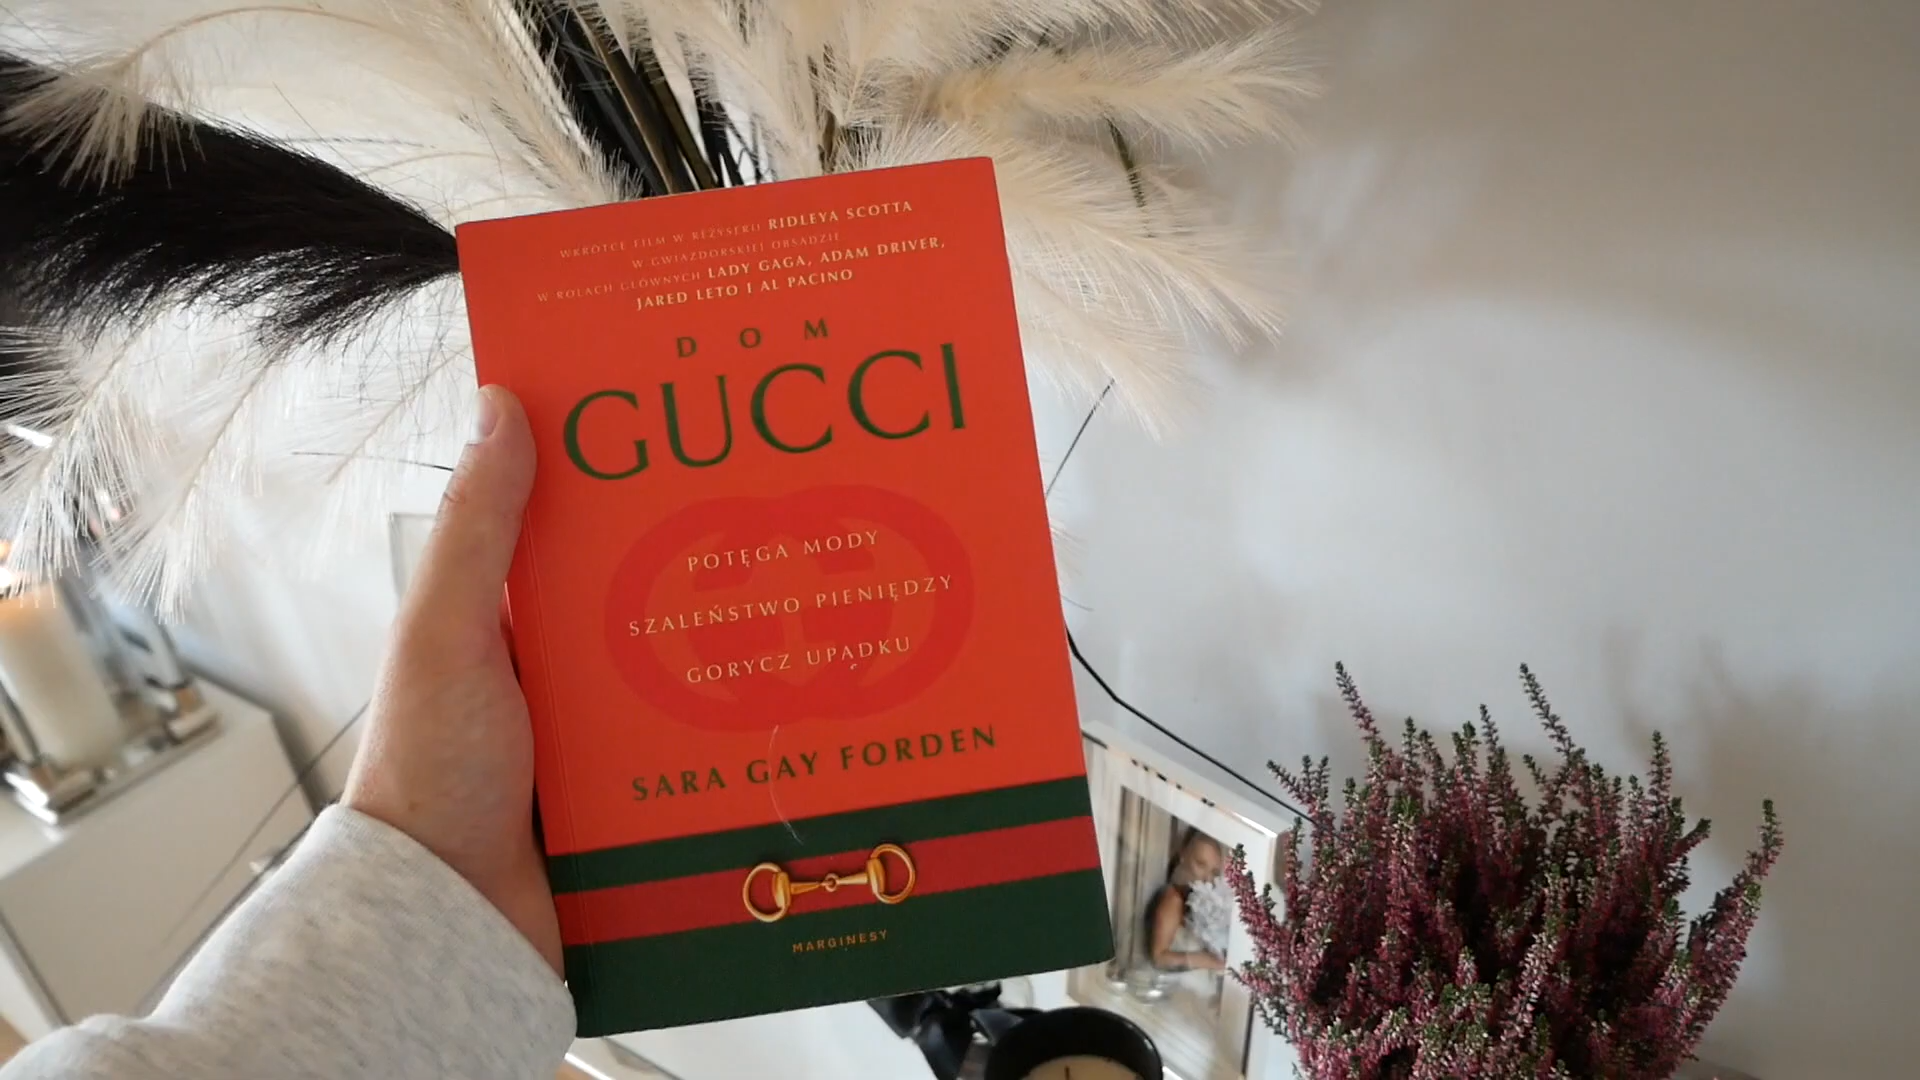 WKRÓTCE FILM W REŻYSERII RIDLEYA SCOTTA
W GWIAZDORSKIEJ OBSADZIE
W ROLACH GŁÓWNYCH LADY GAGA, ADAM DRIVER,
JARED LETO I AL PACINO
DOM
GUCCI
POTĘGA MODY
SZALEŃSTWO PIENIĘDZY
GORYCZ UPADKU
SARA GAY FORDEN
MARGINESY